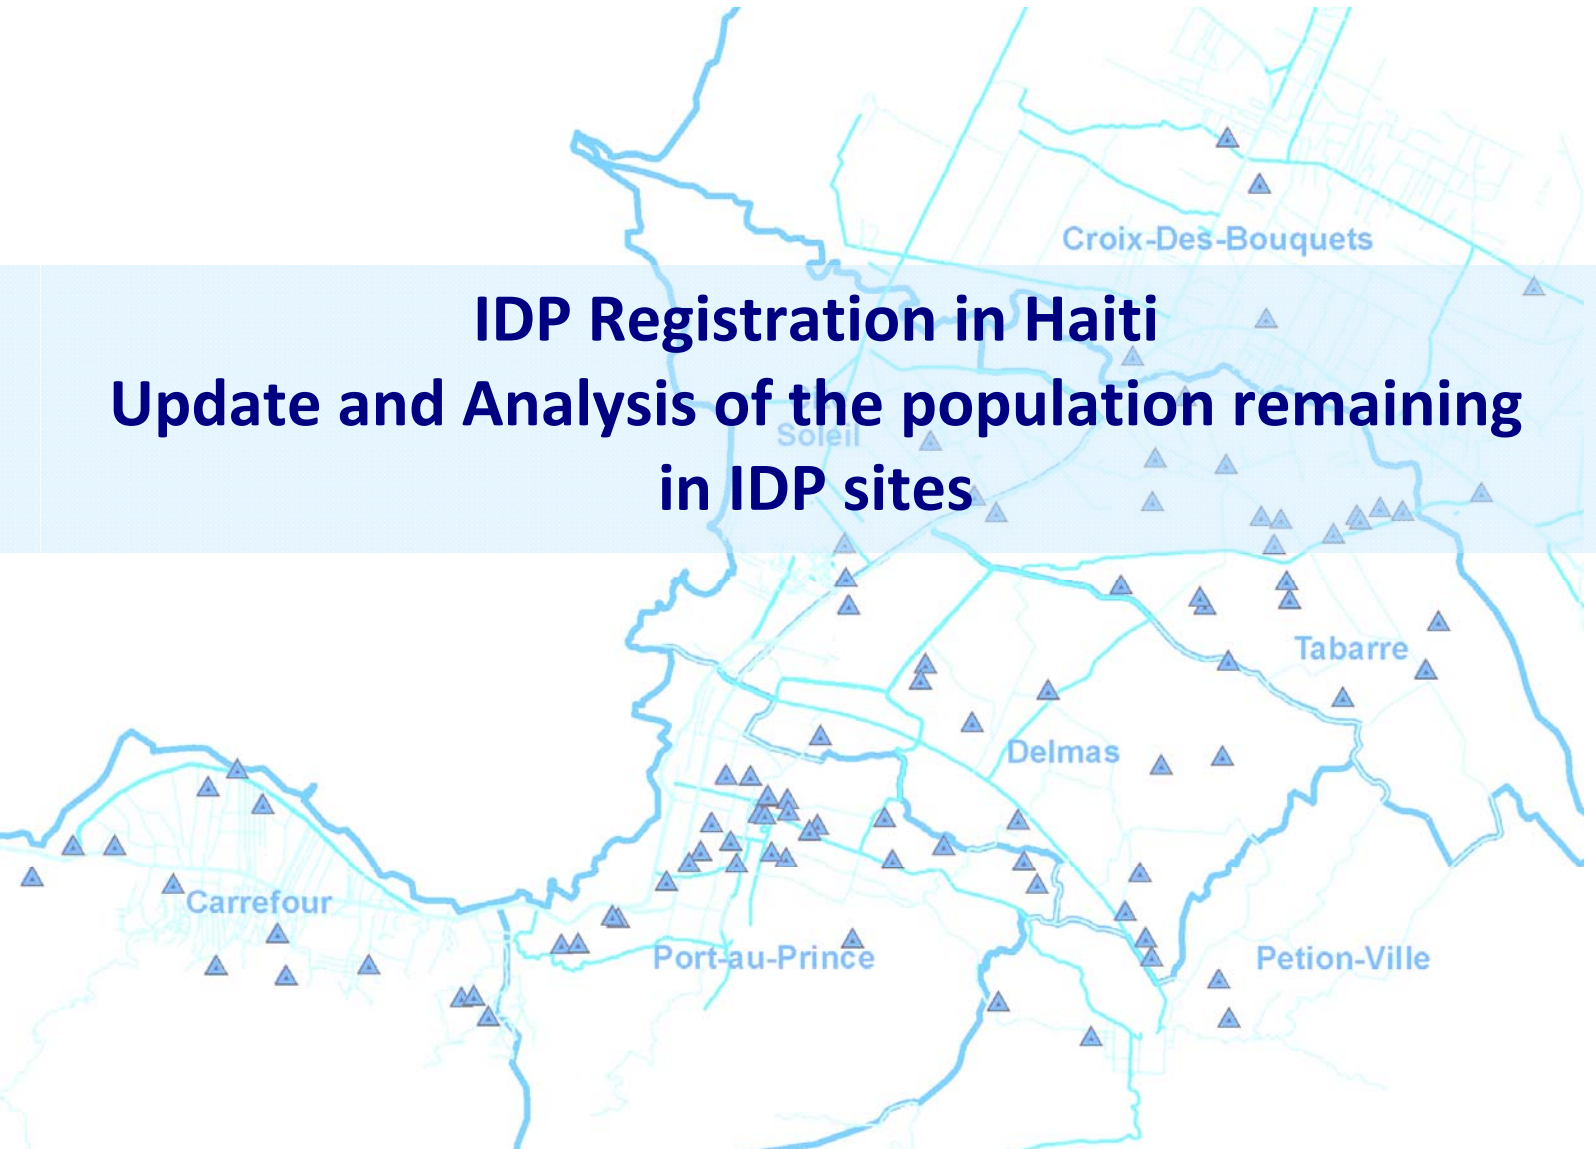 Croix-Des-Bouquets
IDP Registration in Haiti
Update and Analysis of the population remaining
Soleil
in IDP sites
Tabarre
Delmas
Carrefour
Port-au-Prince
Petion-Ville